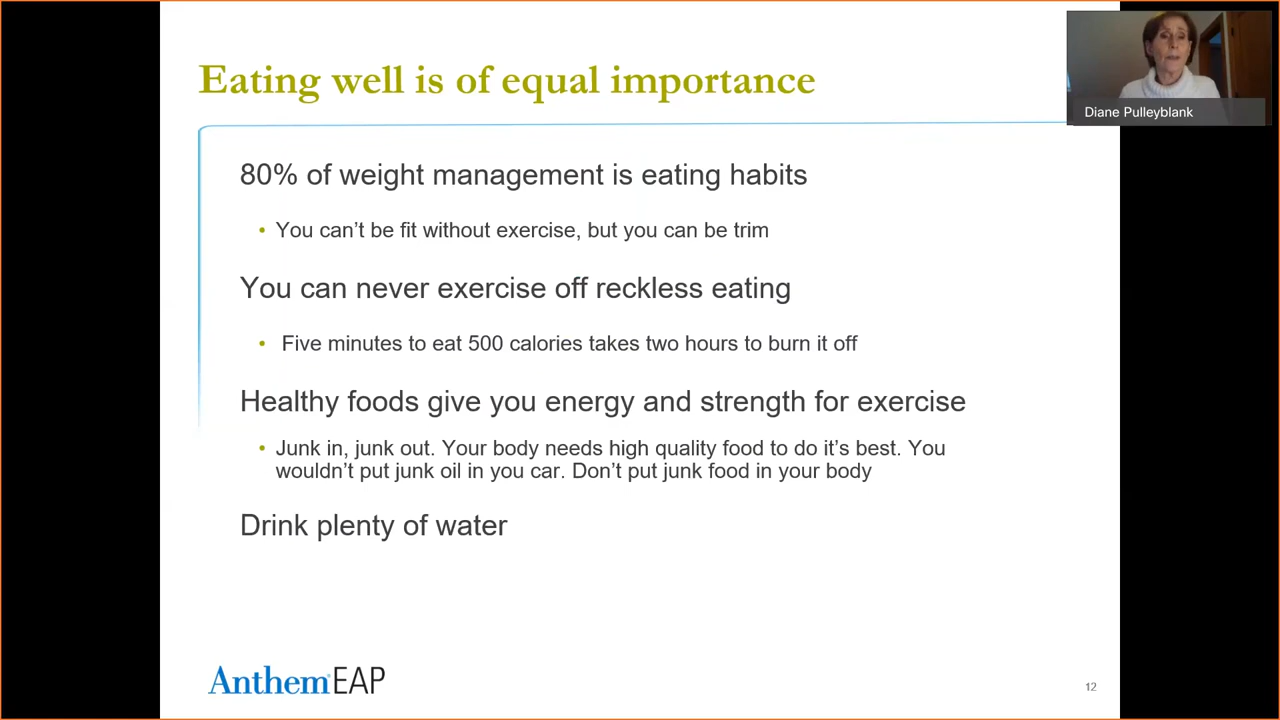 Eating well is of equal importance
Diane Pulleyblank
80% of weight management is eating habits
• You can’t be fit without exercise, but you can be trim
You can never exercise off reckless eating
• Five minutes to eat 500 calories takes two hours to burn it off
Healthy foods give you energy and strength for exercise
• Junk in, junk out. Your body needs high quality food to do it’s best. You
wouldn’t put junk oil in you car. Don’t put junk food in your body
Drink plenty of water
Anthem EAP
12